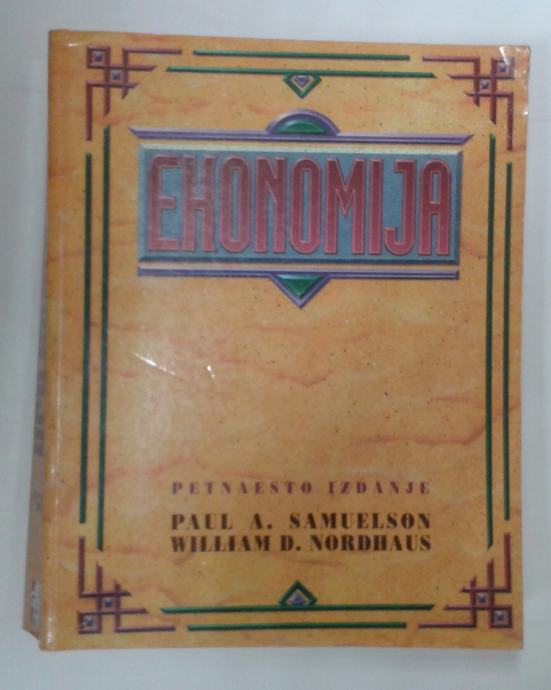 EKONOMIJA
PETNAESTO IZDANJE
PAUL A. SAMUELSON
WILLIAM D. NORDHAUS